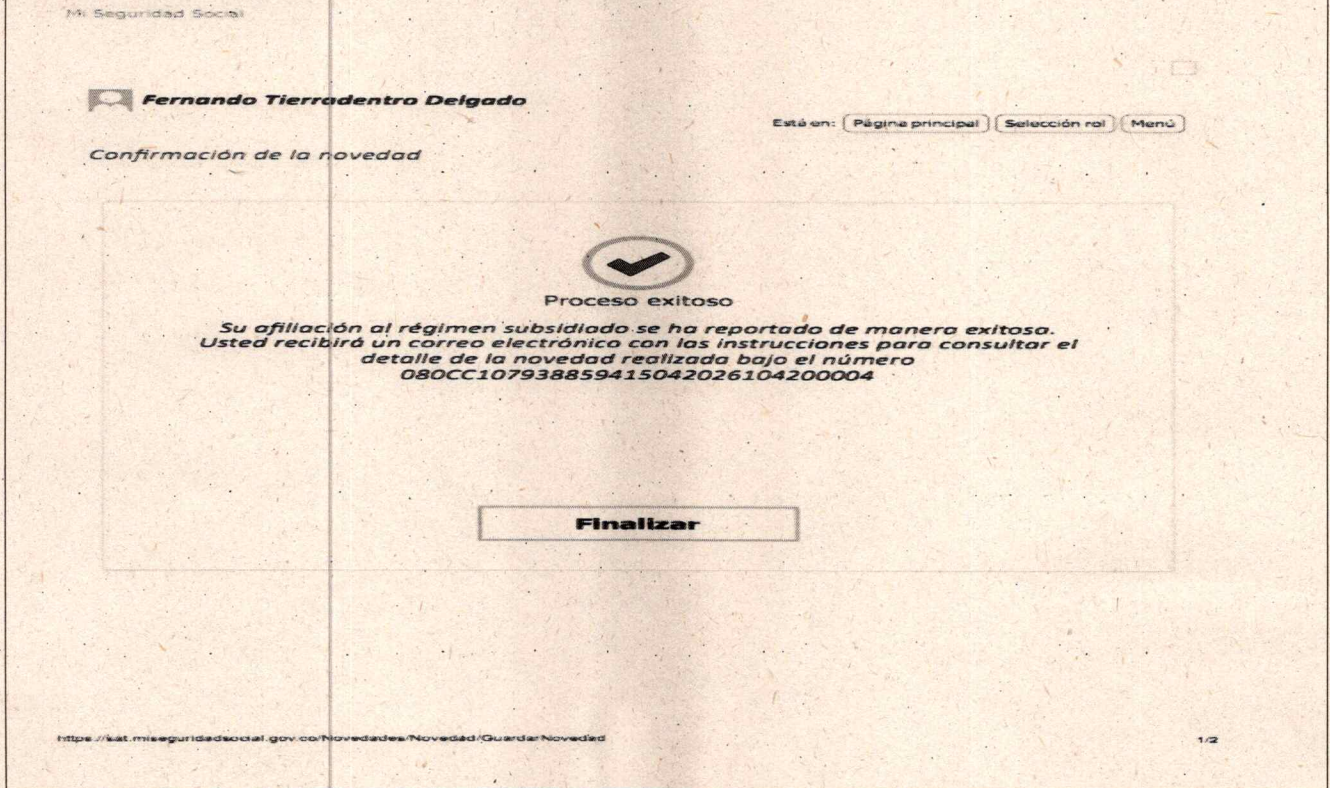 Mi Seguridad Social
Fernando Tierradentro Delgado
Está en: Página principal Selección rol Menú
Confirmación de la novedad
Proceso exitoso
Su afiliación al régimen subsidiado se ha reportado de manera exitosa.
Usted recibirá un correo electrónico con las instrucciones para consultar el
detalle de la novedad realizada bajo el número
080CC10793885941504202610420004
Finalizar
https://sat.miseguridadsocial.gov.co/Novedades/Novedad/GuardarNovedad
1/2